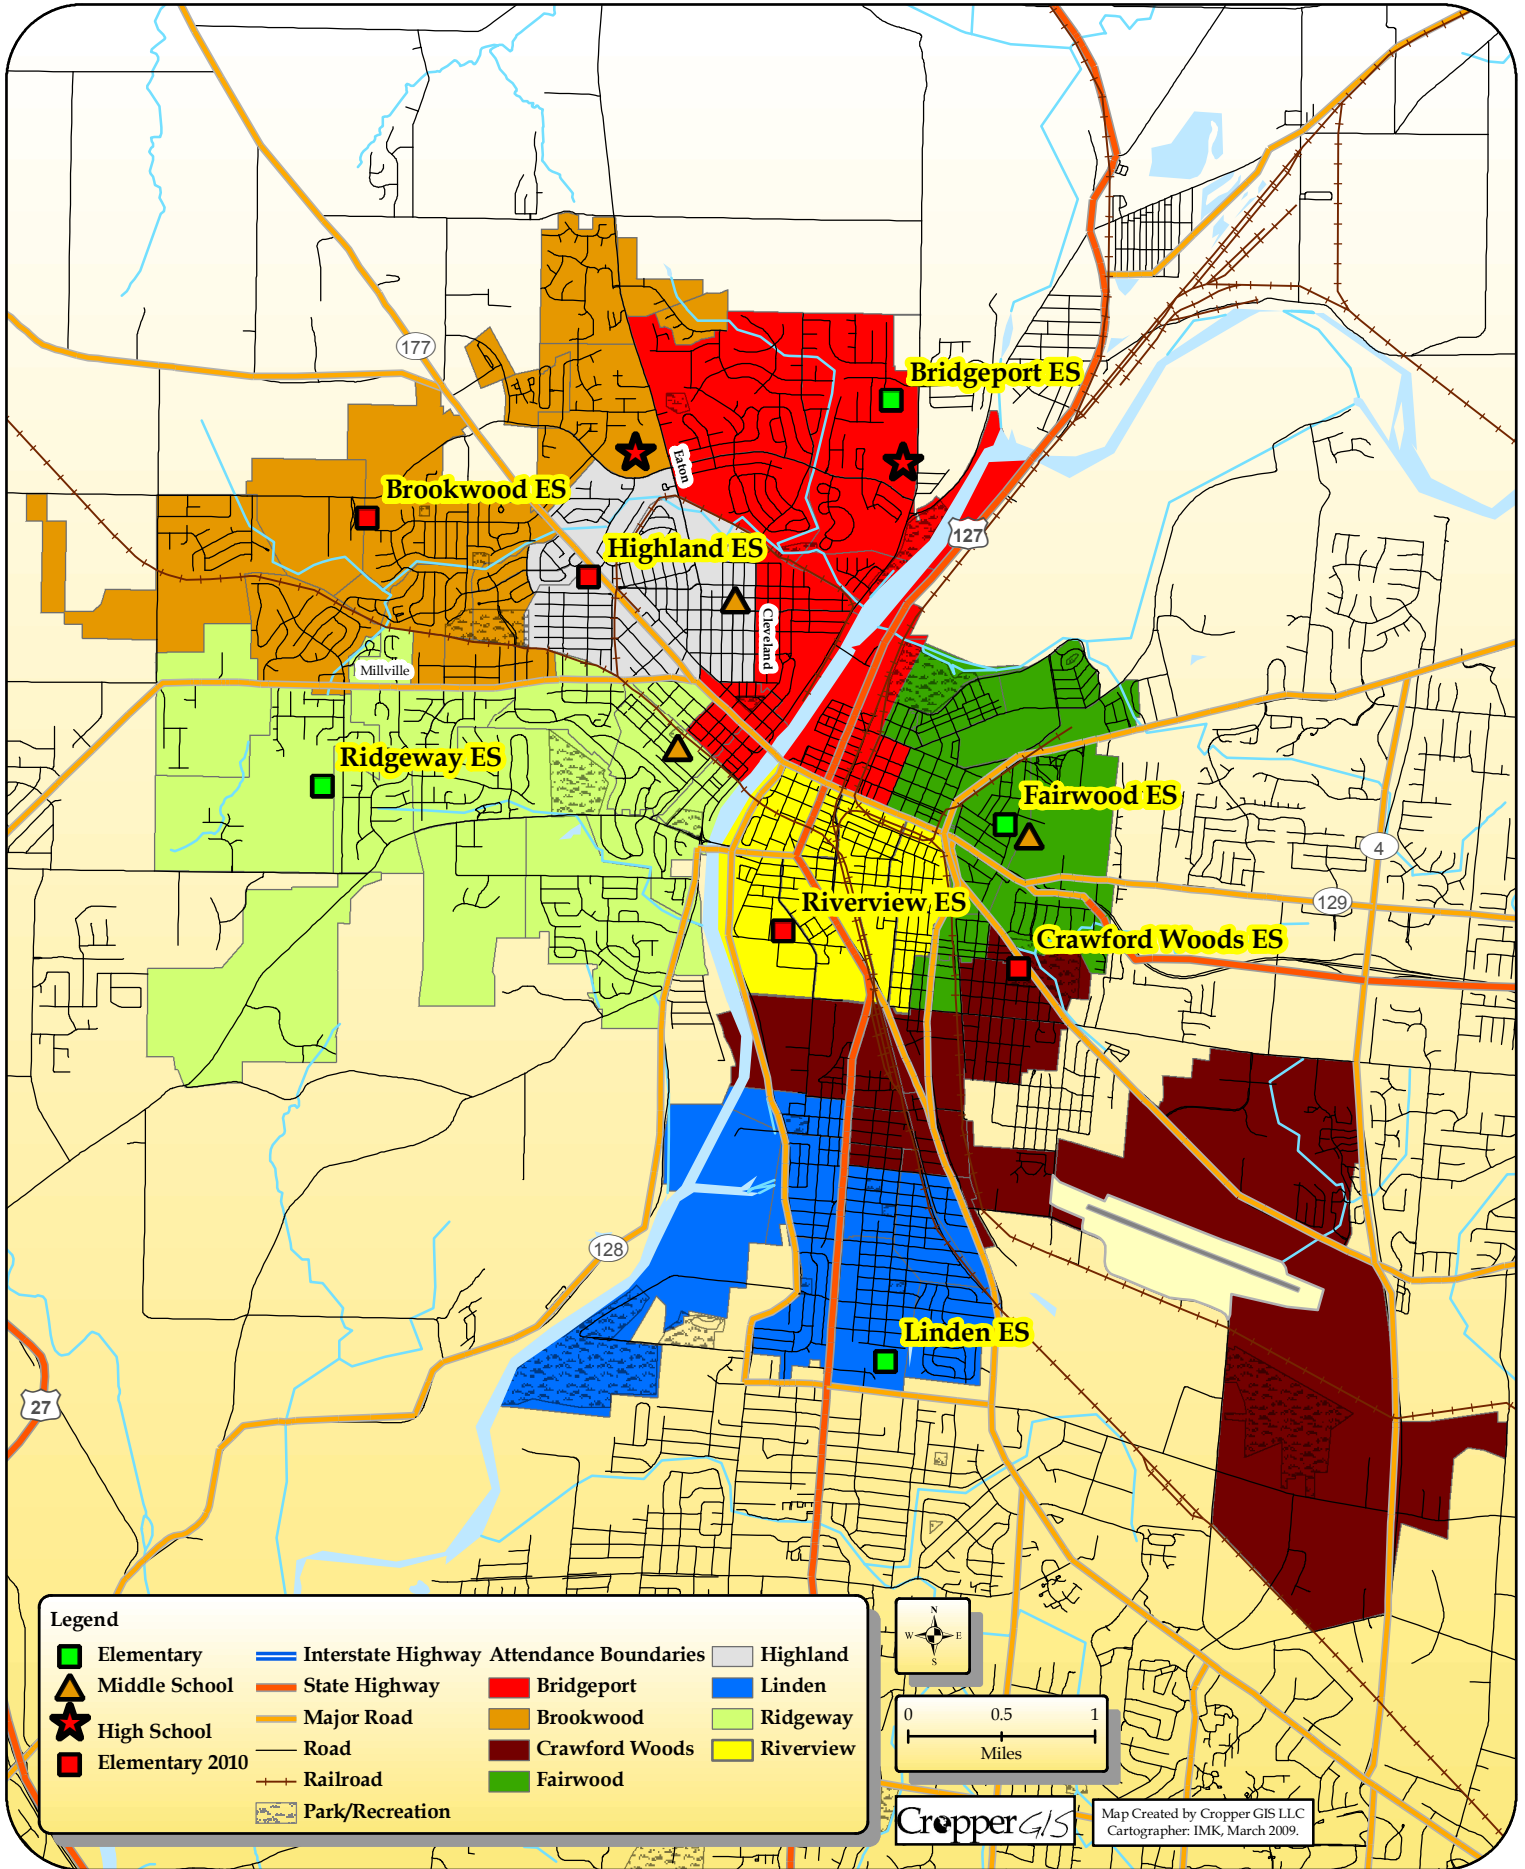 177
Bridgeport ES
Eaton
Brookwood ES
127
Highland ES
Cleveland
Millville
Ridgeway ES
Fairwood ES
4
129
Riverview ES
Crawford Woods ES
128
Linden ES
27
Legend
Elementary
Middle School
High School
Elementary 2010
Interstate Highway
State Highway
Major Road
Road
Railroad
Park/Recreation
Attendance Boundaries
Bridgeport
Brookwood
Crawford Woods
Fairwood
Highland
Linden
Ridgeway
Riverview
N
W E
S
0 0.5 1
Miles
Cropper GIS
Map Created by Cropper GIS LLC
Cartographer: IMK, March 2009.